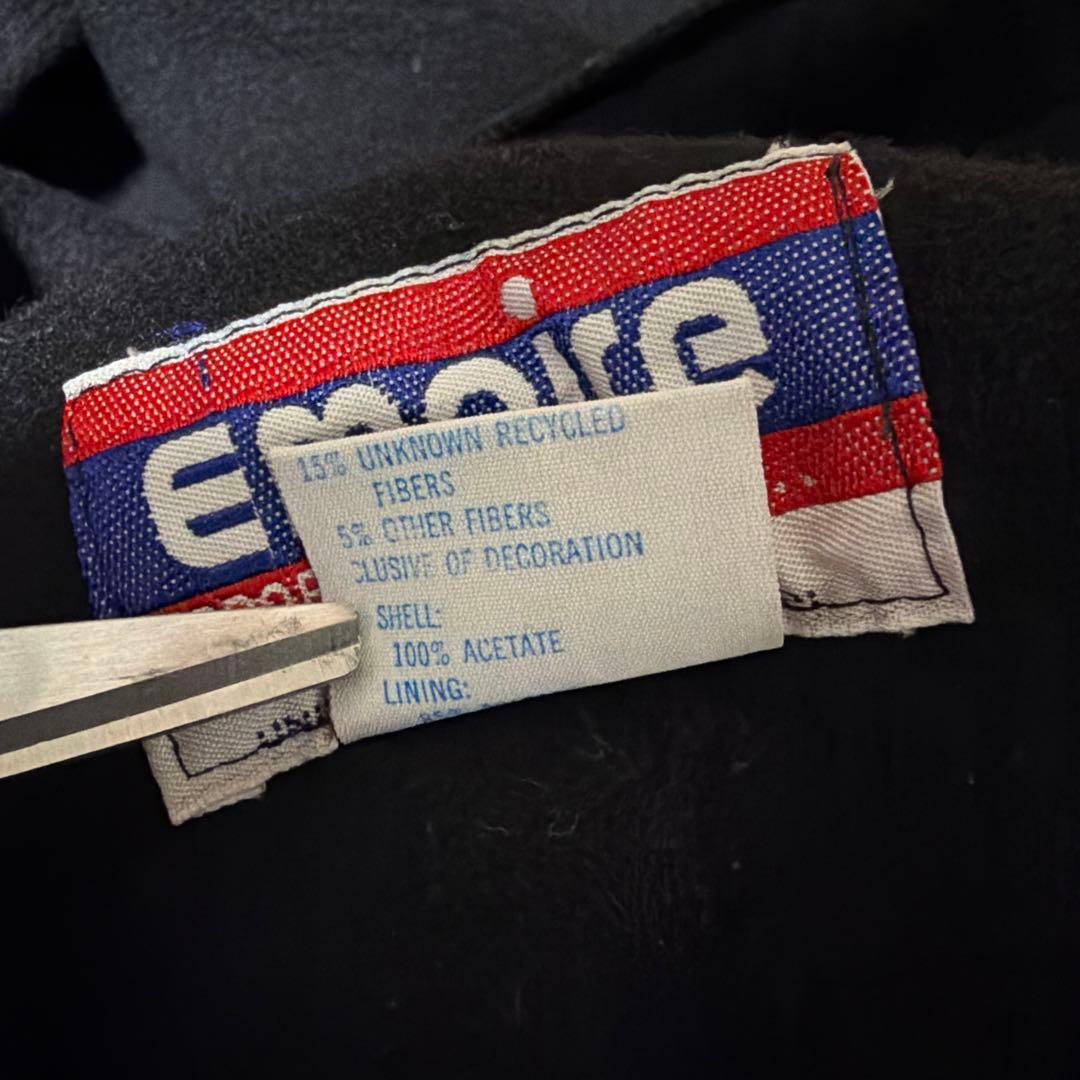 Empire
15% UNKNOWN RECYCLED
FIBERS
5% OTHER FIBERS
CLUSIVE OF DECORATION
SHELL:
100% ACETATE
LINING: